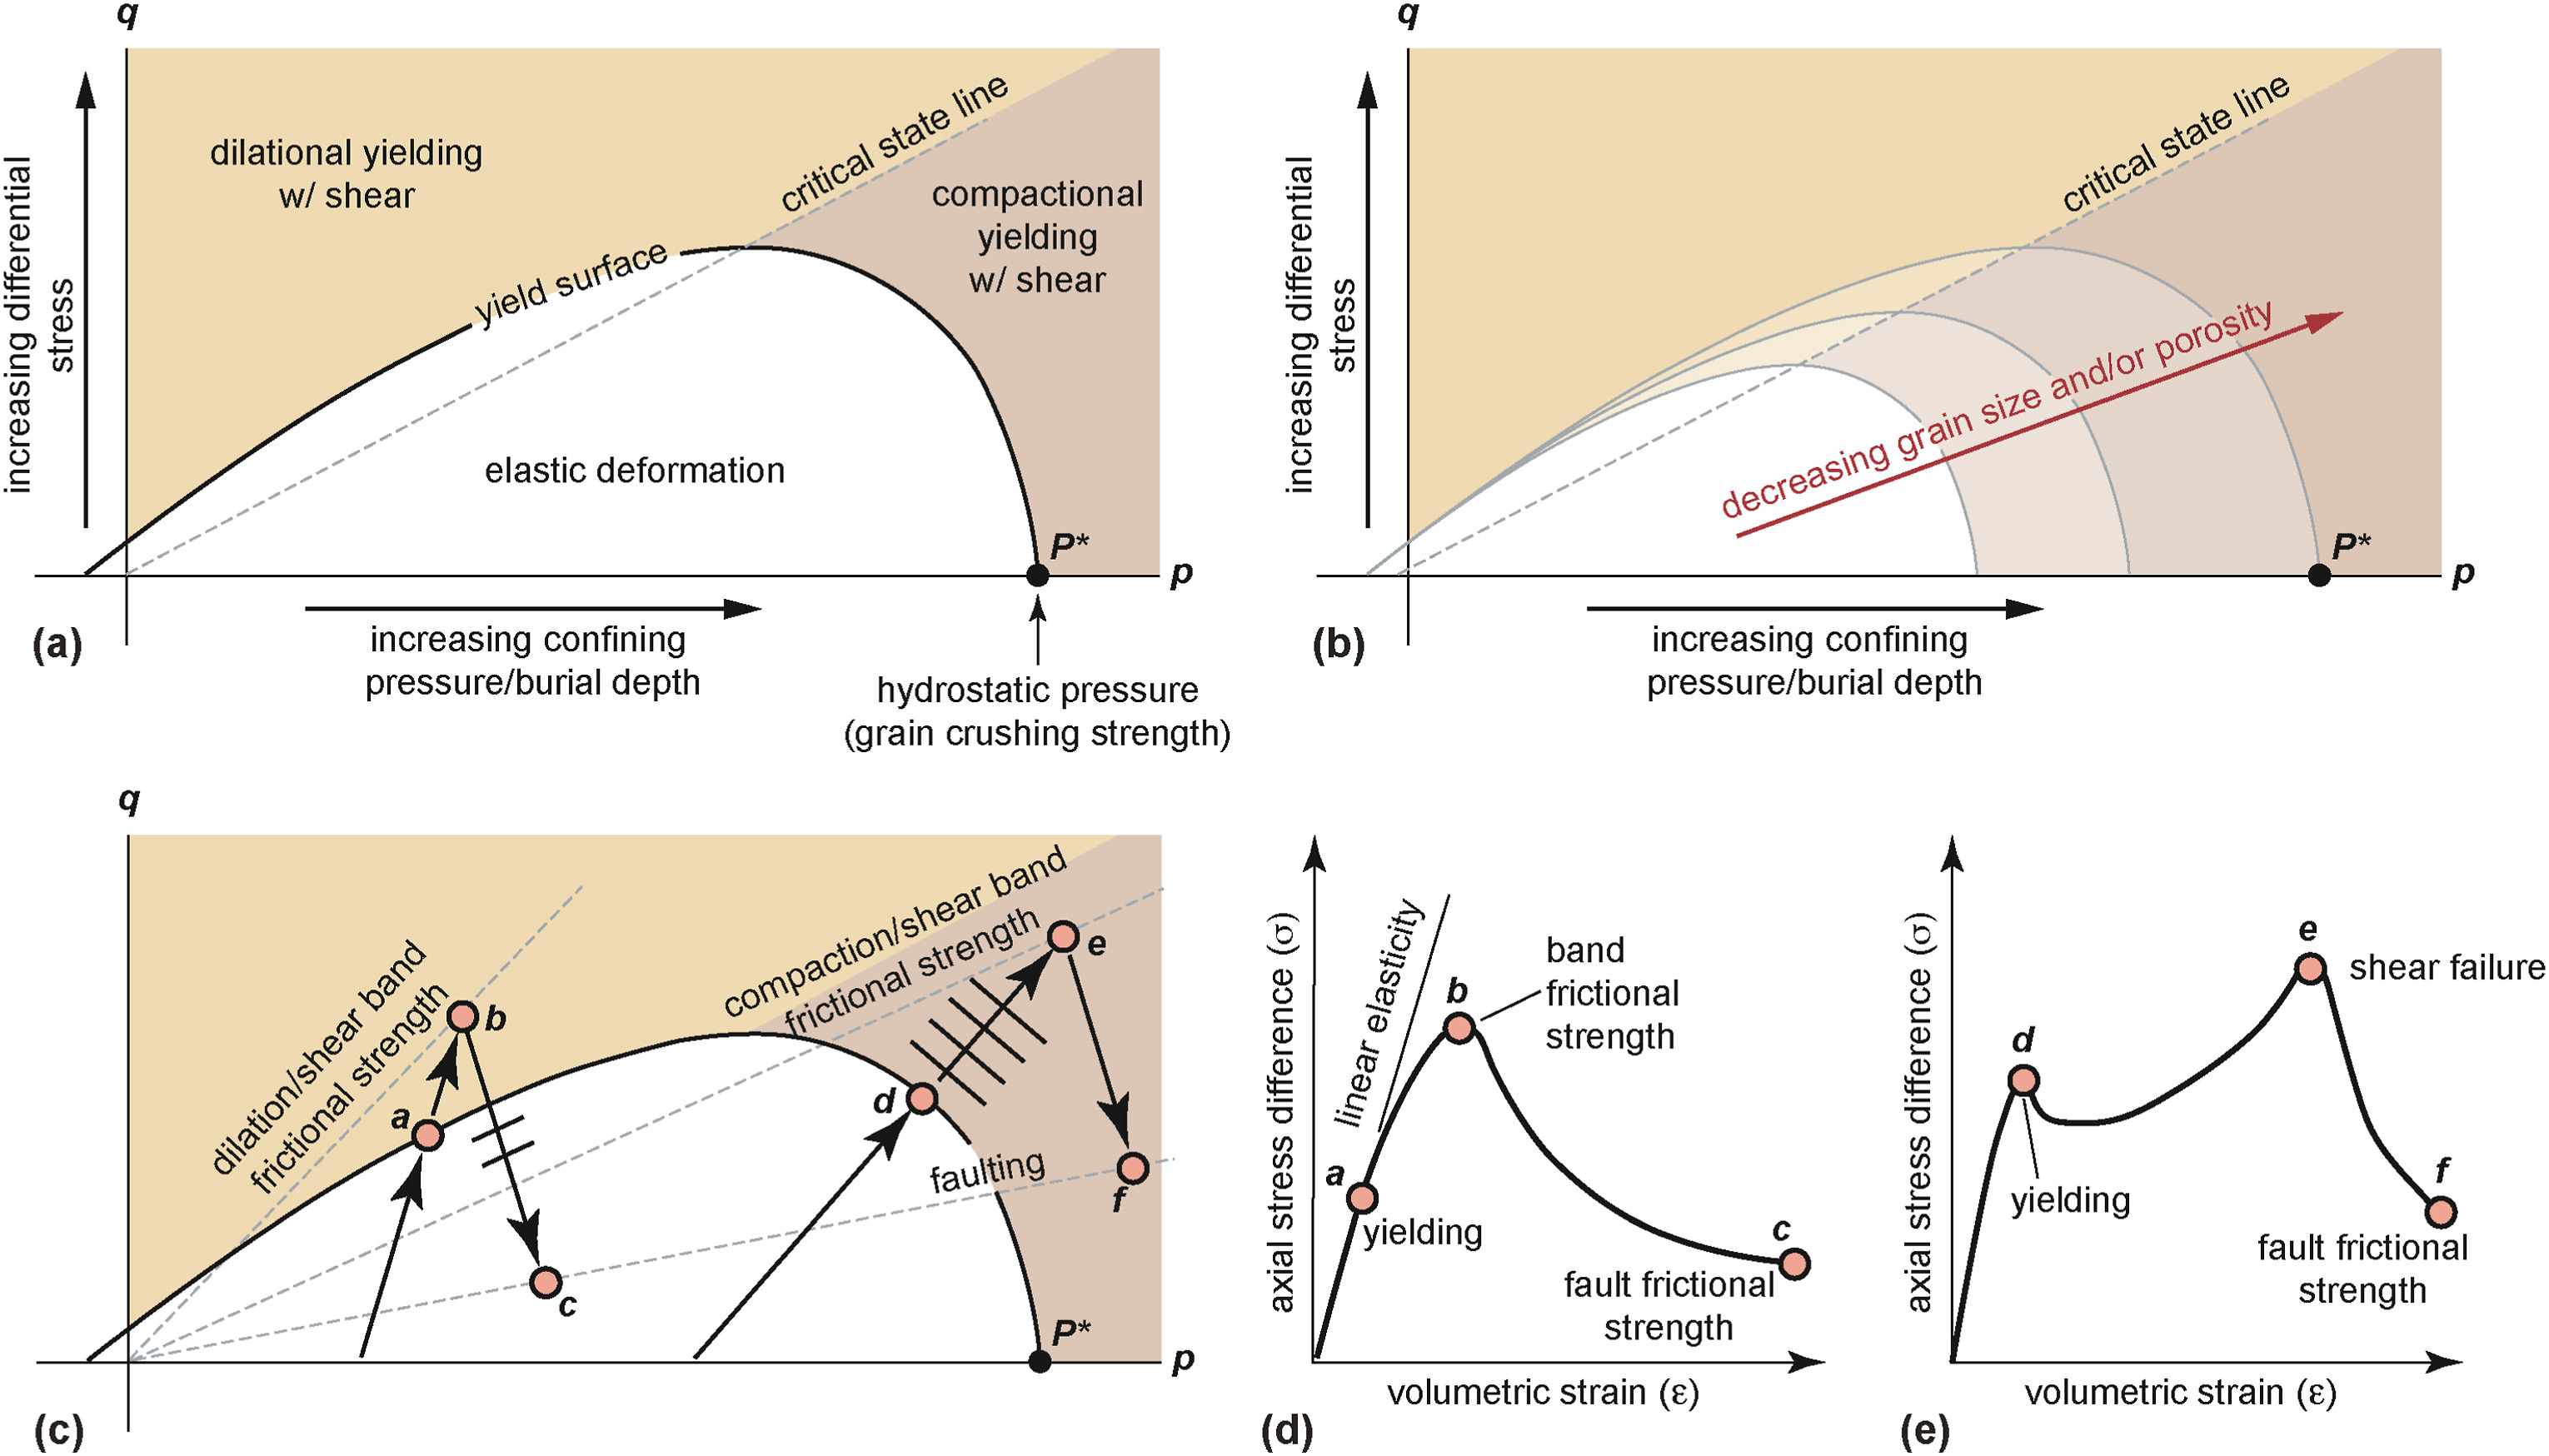 q
increasing differential
stress
dilational yielding
w/ shear
critical state line
compactional
yielding
w/ shear
yield surface
elastic deformation
P*
p
(a)
increasing confining
pressure/burial depth
hydrostatic pressure
(grain crushing strength)
q
increasing differential
stress
critical state line
decreasing grain size and/or porosity
P*
p
(b)
increasing confining
pressure/burial depth
q
dilation/shear band
frictional strength
compaction/shear band
frictional strength
a
b
c
d
e
f
faulting
P*
p
(c)
axial stress difference (σ)
linear elasticity
b
band
frictional
strength
a
yielding
c
fault frictional
strength
volumetric strain (ε)
(d)
axial stress difference (σ)
e
shear failure
d
yielding
f
fault frictional
strength
volumetric strain (ε)
(e)